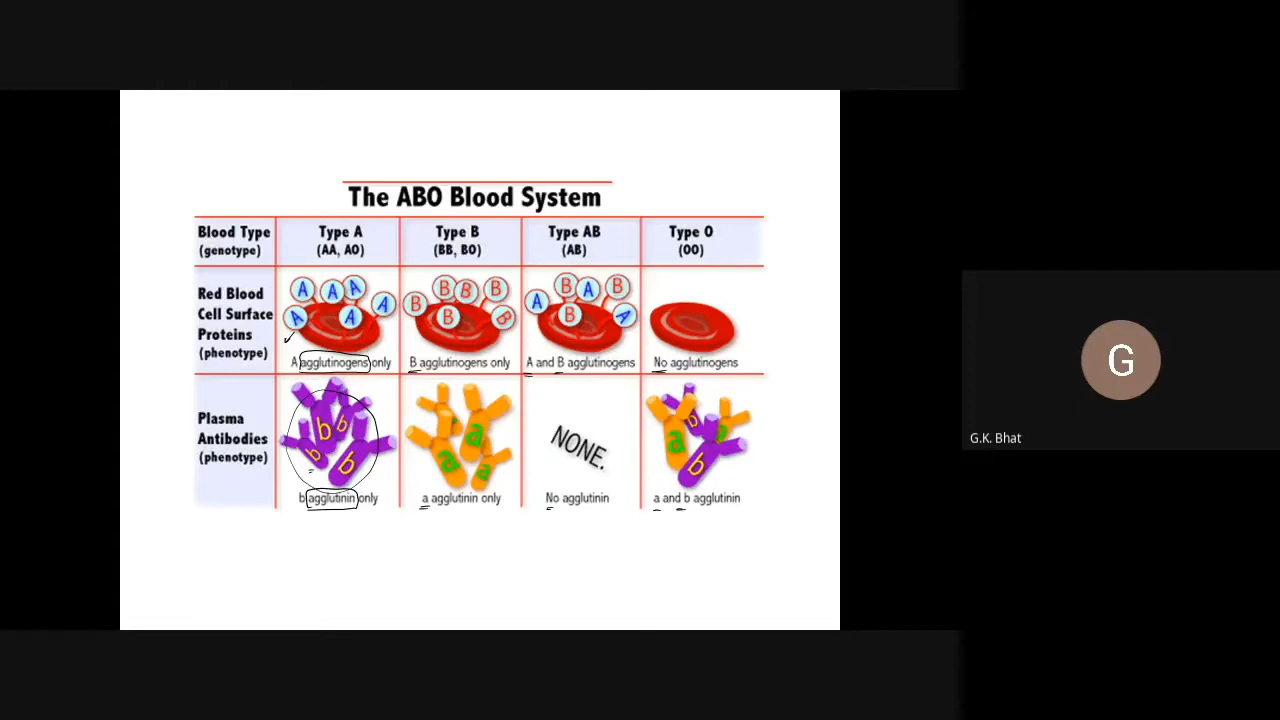 The ABO Blood System
Blood Type
(genotype)
Type A
(AA, AO)
Type B
(BB, BO)
Type AB
(AB)
Type O
(OO)
Red Blood
Cell Surface
Proteins
(phenotype)
A A A A A A
A agglutinogens only
B B B B B B
B agglutinogens only
A B A B B A
A and B agglutinogens
No agglutinogens
Plasma
Antibodies
(phenotype)
b b b b
b agglutinin only
a a a
a agglutinin only
NONE.
No agglutinin
a b a b
a and b agglutinin
G
G.K. Bhat